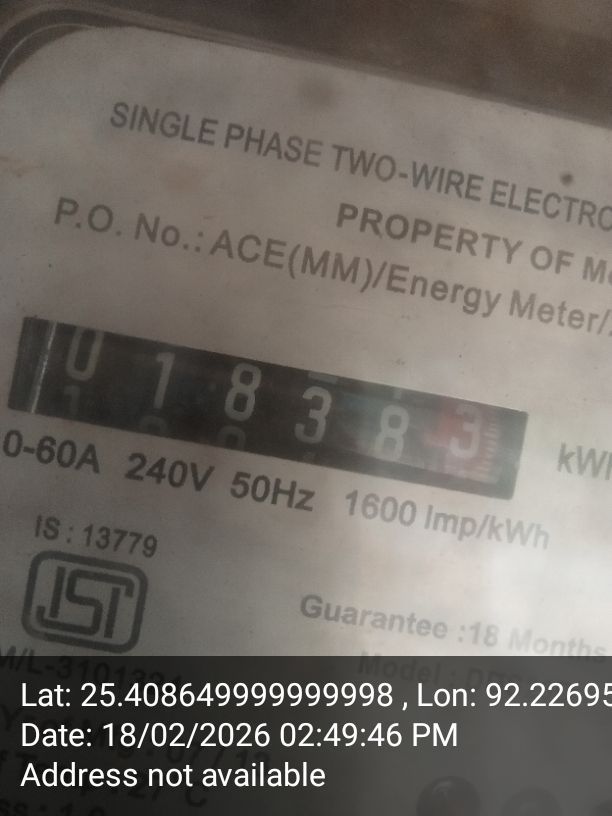 SINGLE PHASE TWO-WIRE ELECTRO
PROPERTY OF M
P.O. No.: ACE(MM)/Energy Meter/
0 1 8 3 8 3
kWh
0-60A 240V 50Hz 1600 Imp/kWh
IS : 13779
ISI
Guarantee :18 Months
Model :
Lat: 25.408649999999998 , Lon: 92.22695
Date: 18/02/2026 02:49:46 PM
Address not available